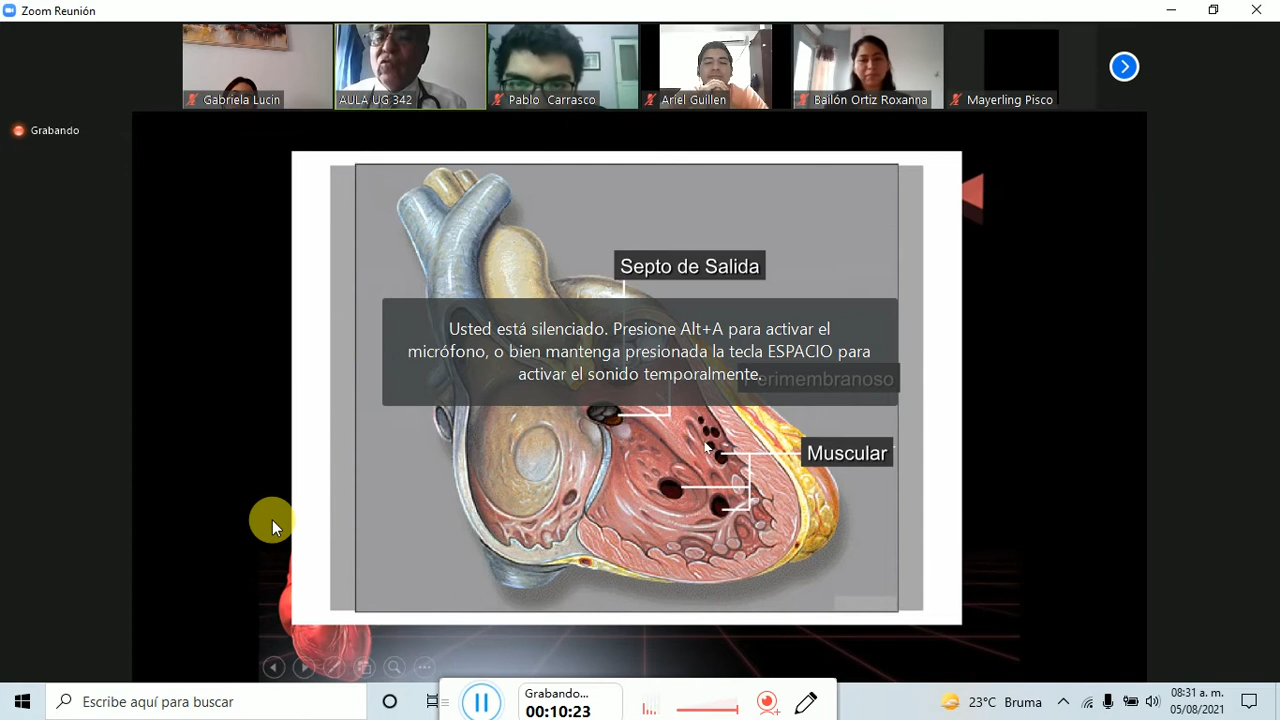 Zoom Reunión
Gabriela Lucin
AULA UG 342
Pablo Carrasco
Ariel Guillen
Bailón Ortiz Roxanna
Mayerling Pisco
Grabando
Septo de Salida
Usted está silenciado. Presione Alt+A para activar el
micrófono, o bien mantenga presionada la tecla ESPACIO para
activar el sonido temporalmente.
Perimembranoso
Muscular
Escribe aquí para buscar
Grabando...
00:10:23
23°C Bruma
08:31 a. m.
05/08/2021